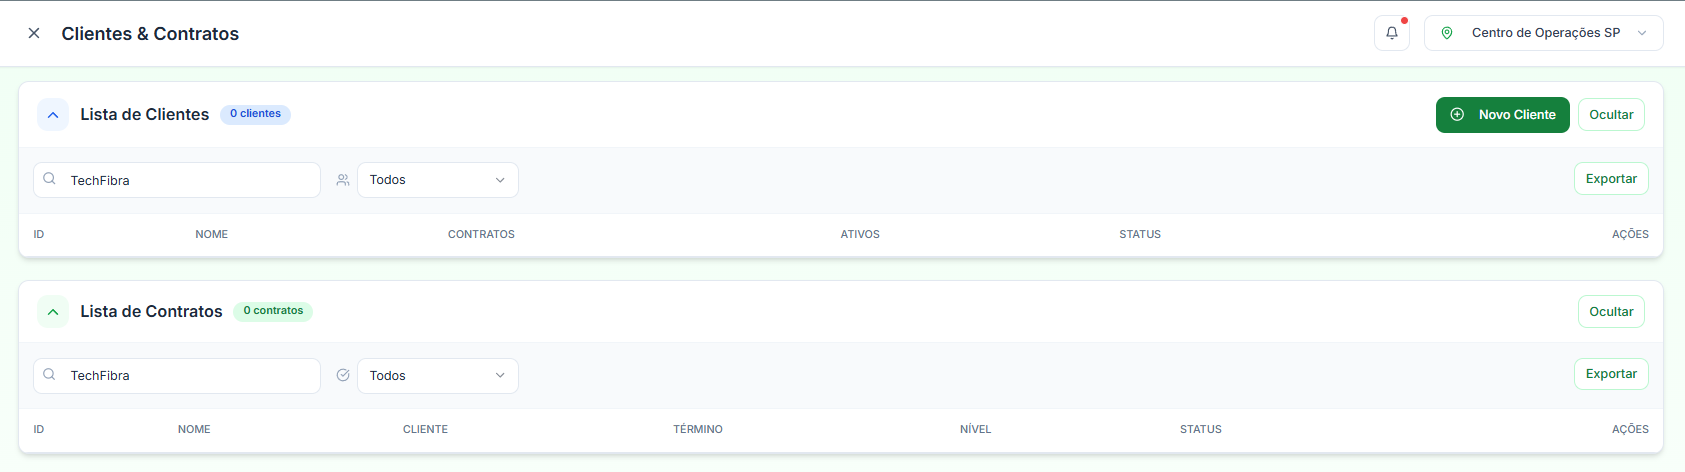 Clientes & Contratos
Centro de Operações SP
Lista de Clientes
0 clientes
Novo Cliente
Ocultar
TechFibra
Todos
Exportar
ID NOME CONTRATOS ATIVOS STATUS AÇÕES
Lista de Contratos
0 contratos
Ocultar
TechFibra
Todos
Exportar
ID NOME CLIENTE TÉRMINO NÍVEL STATUS AÇÕES